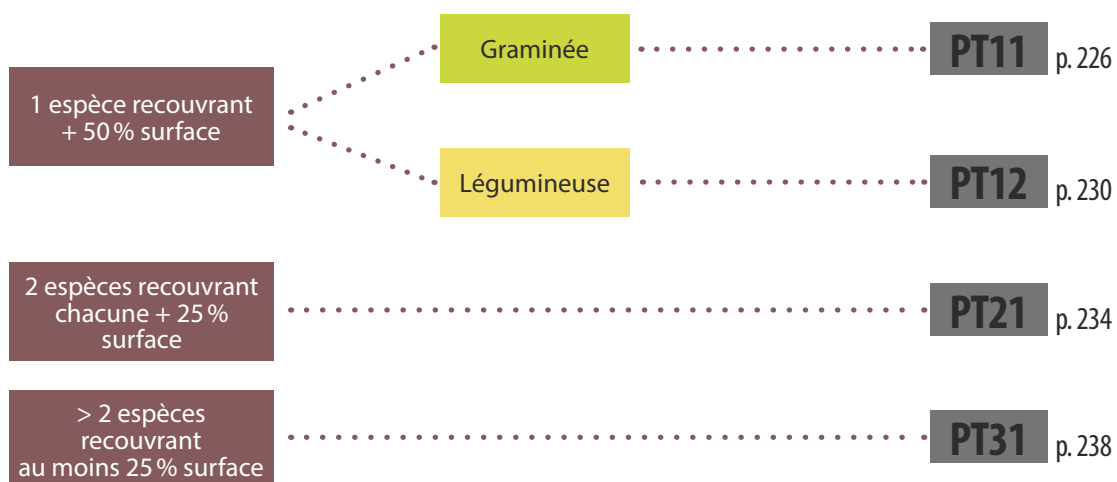 Graminée
PT11 p. 226
1 espèce recouvrant
+ 50 % surface
Légumineuse
PT12 p. 230
2 espèces recouvrant
chacune + 25 %
surface
PT21 p. 234
> 2 espèces
recouvrant
au moins 25 % surface
PT31 p. 238